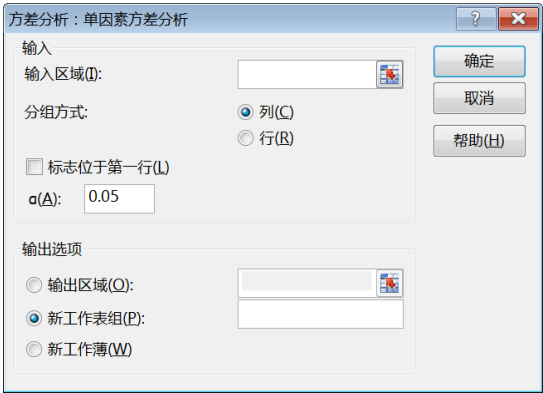 方差分析：单因素方差分析
输入
输入区域(I):
分组方式:
列(C)
行(R)
标志位于第一行(L)
α(A):
0.05
确定
取消
帮助(H)
输出选项
输出区域(O):
新工作表组(P):
新工作薄(W)